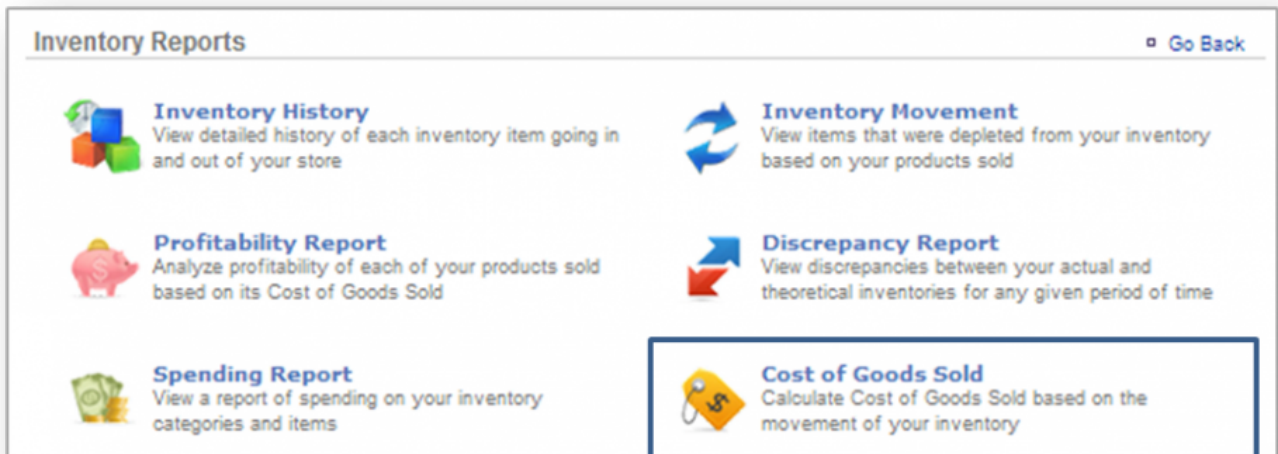 Inventory Reports
Go Back
Inventory History
View detailed history of each inventory item going in
and out of your store
Inventory Movement
View items that were depleted from your inventory
based on your products sold
Profitability Report
Analyze profitability of each of your products sold
based on its Cost of Goods Sold
Discrepancy Report
View discrepancies between your actual and
theoretical inventories for any given period of time
Spending Report
View a report of spending on your inventory
categories and items
Cost of Goods Sold
Calculate Cost of Goods Sold based on the
movement of your inventory